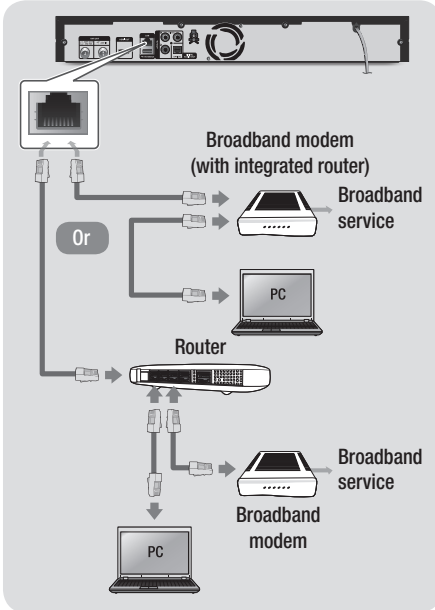 Broadband modem
(with integrated router)
Broadband
service
Or
PC
Router
Broadband
service
Broadband
modem
PC